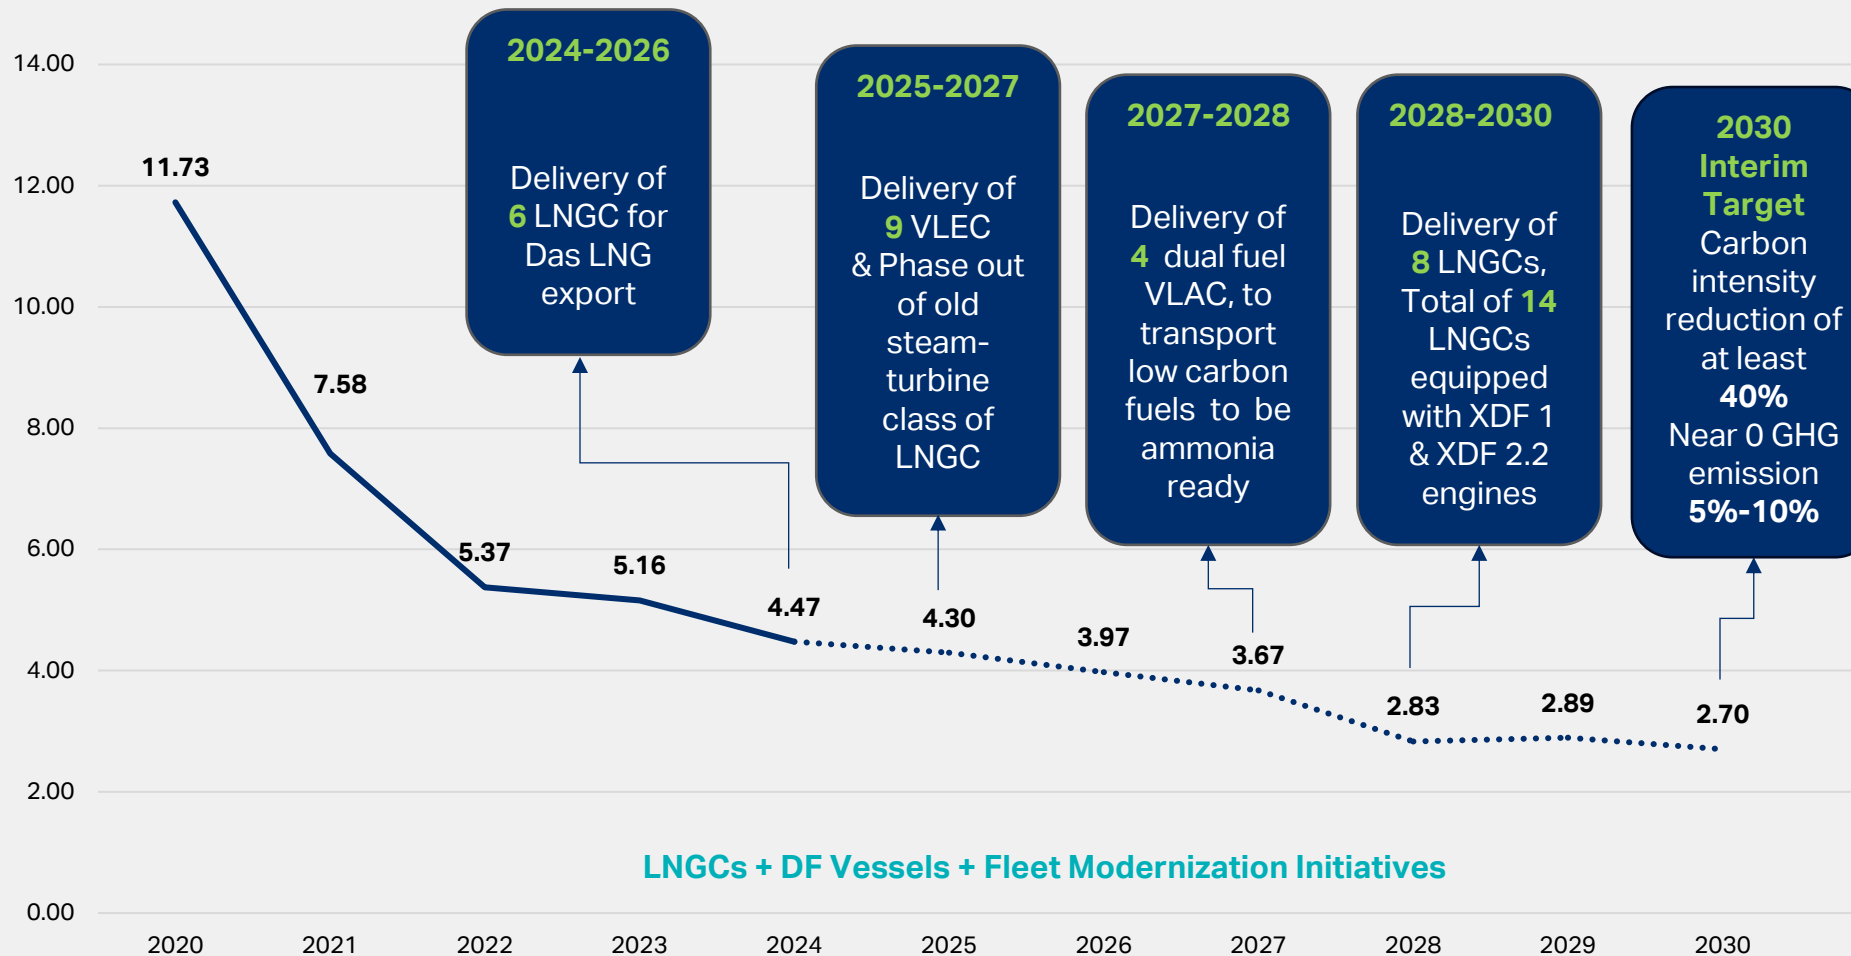 14.00
12.00
10.00
8.00
6.00
4.00
2.00
0.00
11.73
7.58
5.37
5.16
4.47
4.30
3.97
3.67
2.83
2.89
2.70
2024-2026
Delivery of
6 LNGC for
Das LNG
export
2025-2027
Delivery of
9 VLEC
& Phase out
of old
steam-
turbine
class of
LNGC
2027-2028
Delivery of
4 dual fuel
VLAC, to
transport
low carbon
fuels to be
ammonia
ready
2028-2030
Delivery of
8 LNGCs,
Total of 14
LNGCs
equipped
with XDF 1
& XDF 2.2
engines
2030
Interim
Target
Carbon
intensity
reduction of
at least
40%
Near 0 GHG
emission
5%-10%
LNGCs + DF Vessels + Fleet Modernization Initiatives
2020 2021 2022 2023 2024 2025 2026 2027 2028 2029 2030